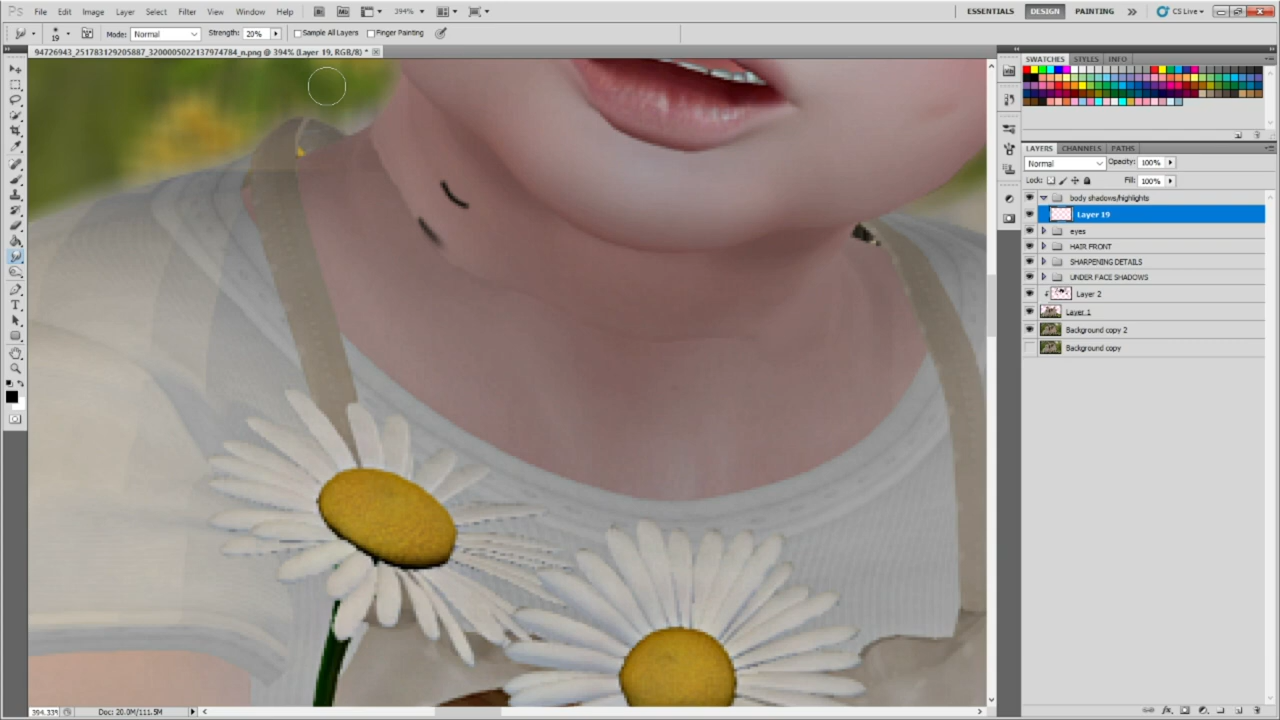 Ps File Edit Image Layer Select Filter View Window Help Mb 394% ESSENTIALS DESIGN PAINTING CS Live
19 Mode: Normal Strength: 20% Sample All Layers Finger Painting
94726943_251783129205887_3200005022137974784_n.png @ 394% (Layer 19, RGB/8) *
SWATCHES STYLES INFO
LAYERS CHANNELS PATHS
Normal Opacity: 100%
Lock: Fill: 100%
body shadows/highlights
Layer 19
eyes
HAIR FRONT
SHARPENING DETAILS
UNDER FACE SHADOWS
Layer 2
Layer 1
Background copy 2
Background copy
394.33% Doc: 20.0M/111.5M